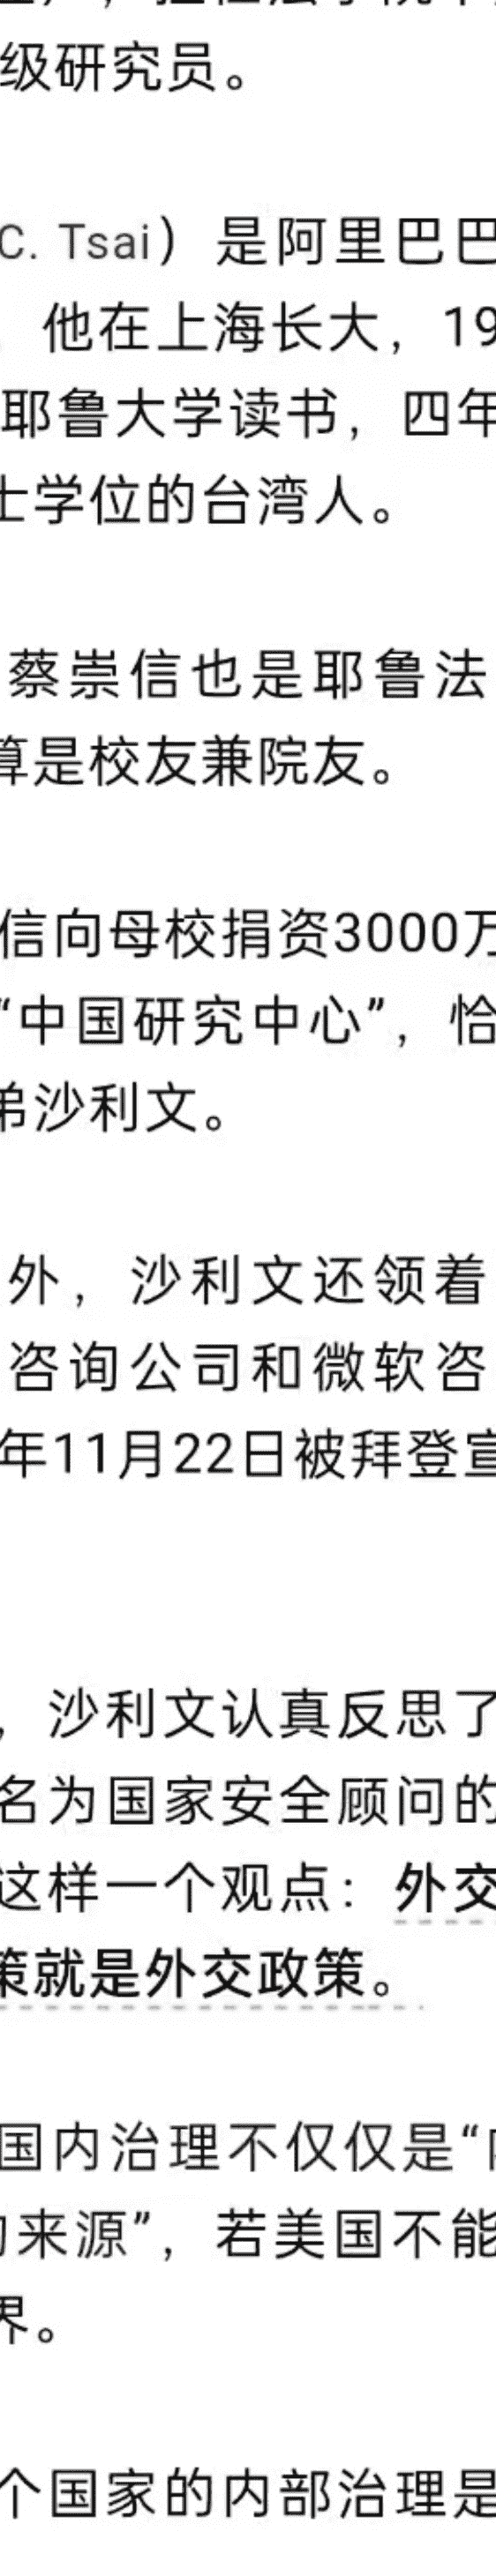 级研究员。
C. Tsai）是阿里巴巴
他在上海长大，19
耶鲁大学读书，四年
士学位的台湾人。
蔡崇信也是耶鲁法
算是校友兼院友。
信向母校捐资3000万
“中国研究中心”，恰
弟沙利文。
外，沙利文还领着
咨询公司和微软咨
年11月22日被拜登宣
，沙利文认真反思了
名为国家安全顾问的
这样一个观点：外交
策就是外交政策。
国内治理不仅仅是“
来源”，若美国不能
界。
个国家的内部治理是